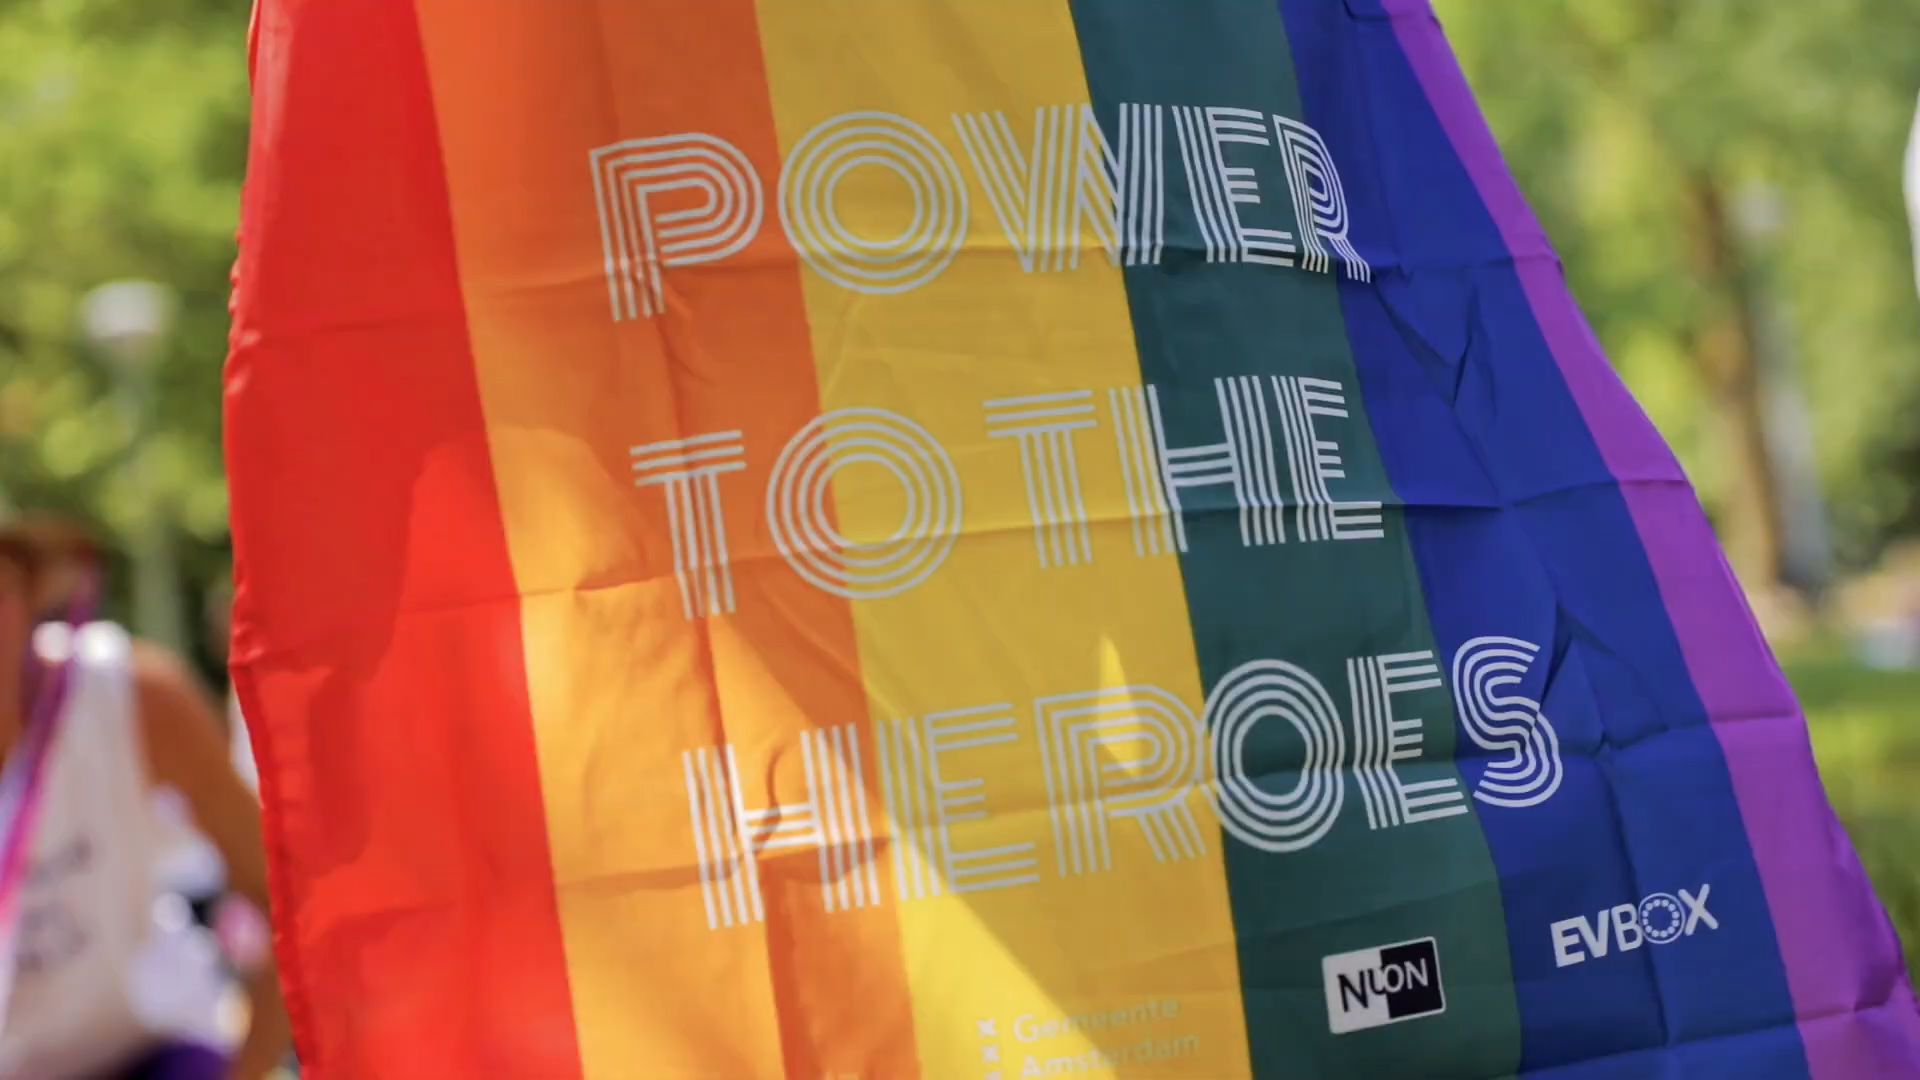 POWER
TO THE
HEROES
EVBOX
NUON
Gemeente
Amsterdam